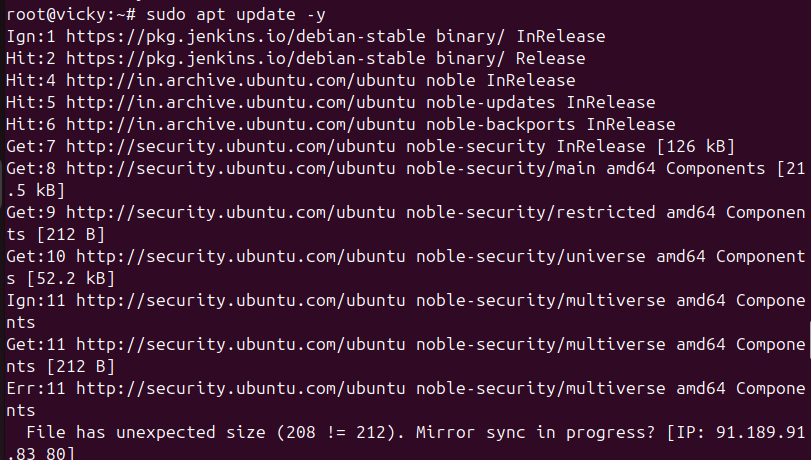 root@vicky:~# sudo apt update -y
Ign:1 https://pkg.jenkins.io/debian-stable binary/ InRelease
Hit:2 https://pkg.jenkins.io/debian-stable binary/ Release
Hit:4 http://in.archive.ubuntu.com/ubuntu noble InRelease
Hit:5 http://in.archive.ubuntu.com/ubuntu noble-updates InRelease
Hit:6 http://in.archive.ubuntu.com/ubuntu noble-backports InRelease
Get:7 http://security.ubuntu.com/ubuntu noble-security InRelease [126 kB]
Get:8 http://security.ubuntu.com/ubuntu noble-security/main amd64 Components [21
.5 kB]
Get:9 http://security.ubuntu.com/ubuntu noble-security/restricted amd64 Componen
ts [212 B]
Get:10 http://security.ubuntu.com/ubuntu noble-security/universe amd64 Component
s [52.2 kB]
Ign:11 http://security.ubuntu.com/ubuntu noble-security/multiverse amd64 Compone
nts
Get:11 http://security.ubuntu.com/ubuntu noble-security/multiverse amd64 Compone
nts [212 B]
Err:11 http://security.ubuntu.com/ubuntu noble-security/multiverse amd64 Compone
nts
  File has unexpected size (208 != 212). Mirror sync in progress? [IP: 91.189.91
.83 80]